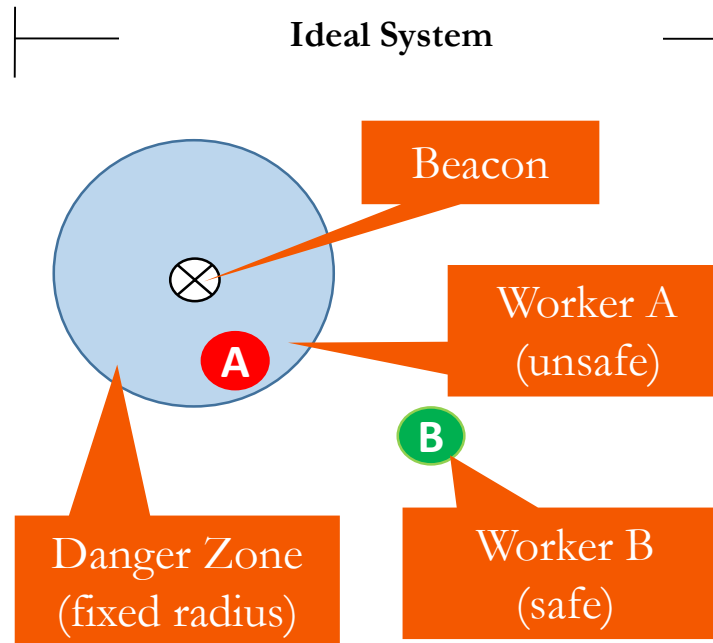 Ideal System
Beacon
Worker A
(unsafe)
A
B
Danger Zone
(fixed radius)
Worker B
(safe)